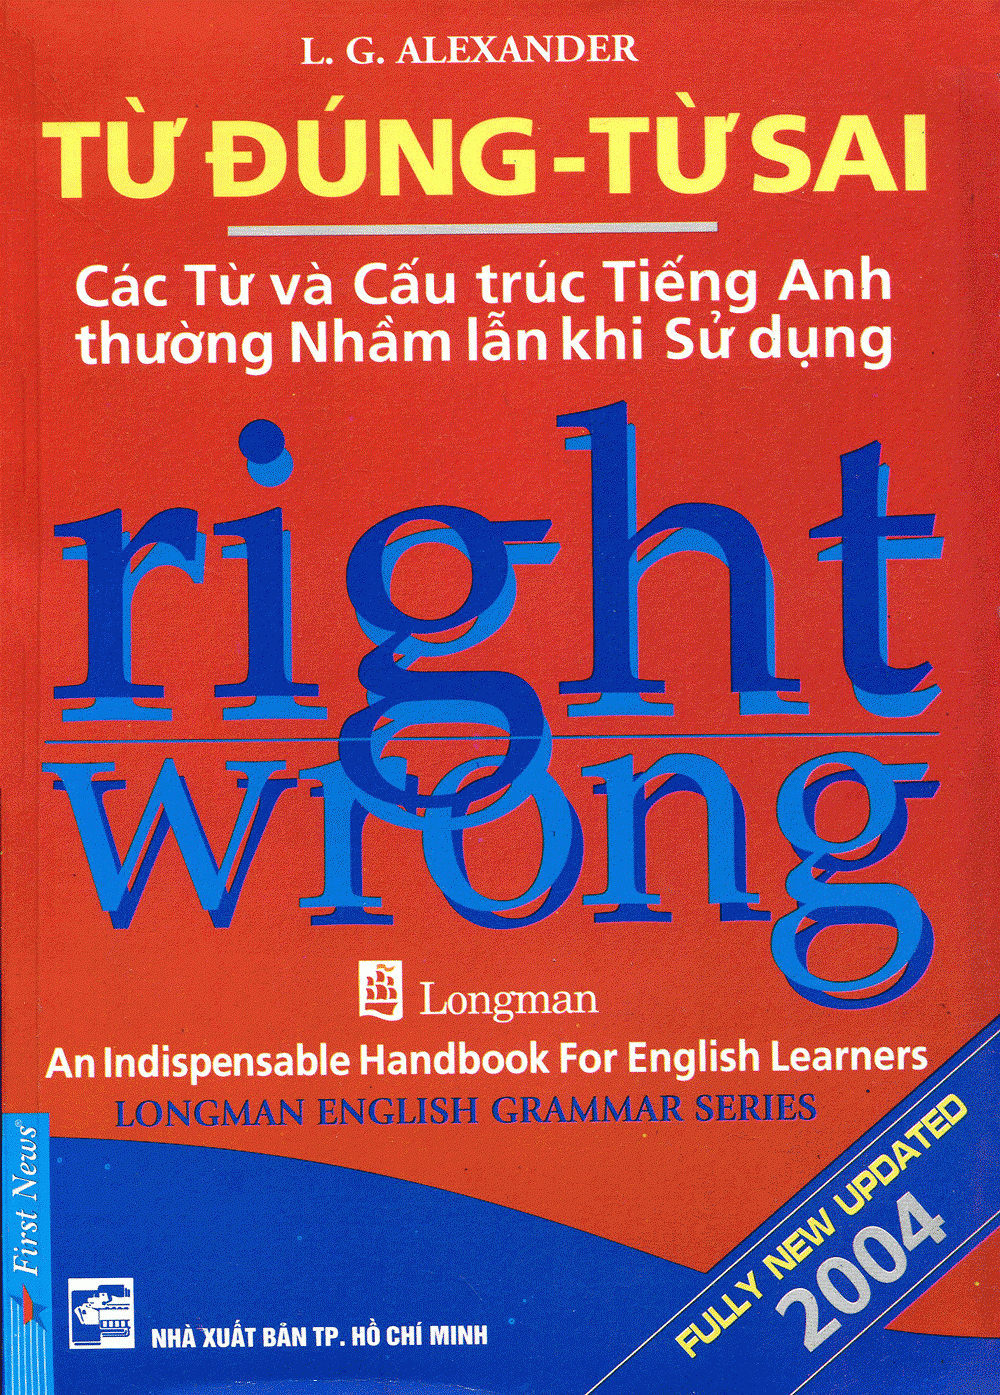 L. G. ALEXANDER
TỪ ĐÚNG - TỪ SAI
Các Từ và Cấu trúc Tiếng Anh
thường Nhầm lẫn khi Sử dụng
right
wrong
Longman
An Indispensable Handbook For English Learners
LONGMAN ENGLISH GRAMMAR SERIES
FULLY NEW UPDATED
2004
First News®
NHÀ XUẤT BẢN TP. HỒ CHÍ MINH